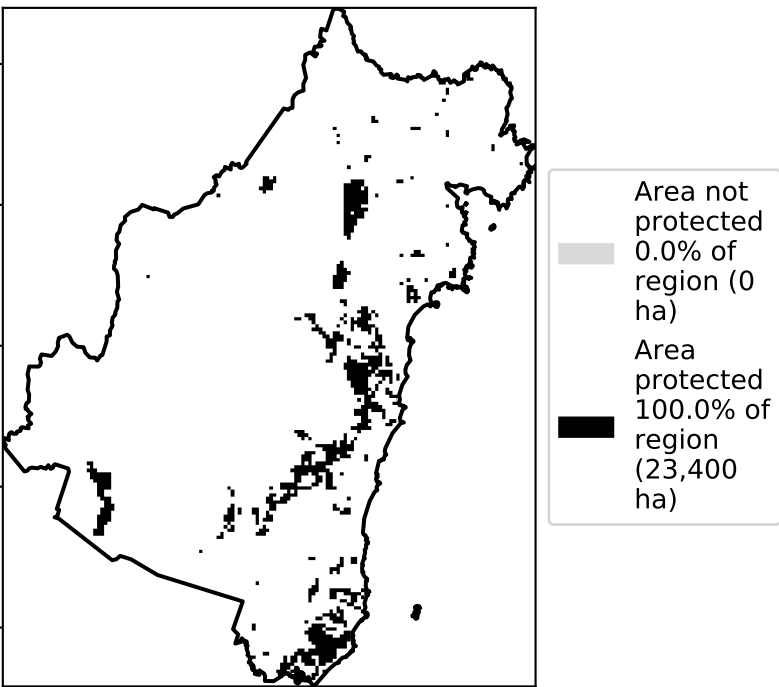 Area not
protected
0.0% of
region (0
ha)
Area
protected
100.0% of
region
(23,400
ha)